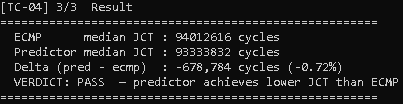 [TC-04] 3/3  Result
==================================================
  ECMP      median JCT : 94012616 cycles
  Predictor median JCT : 93333832 cycles
  Delta (pred - ecmp)  : -678,784 cycles (-0.72%)
  VERDICT: PASS  — predictor achieves lower JCT than ECMP
==================================================